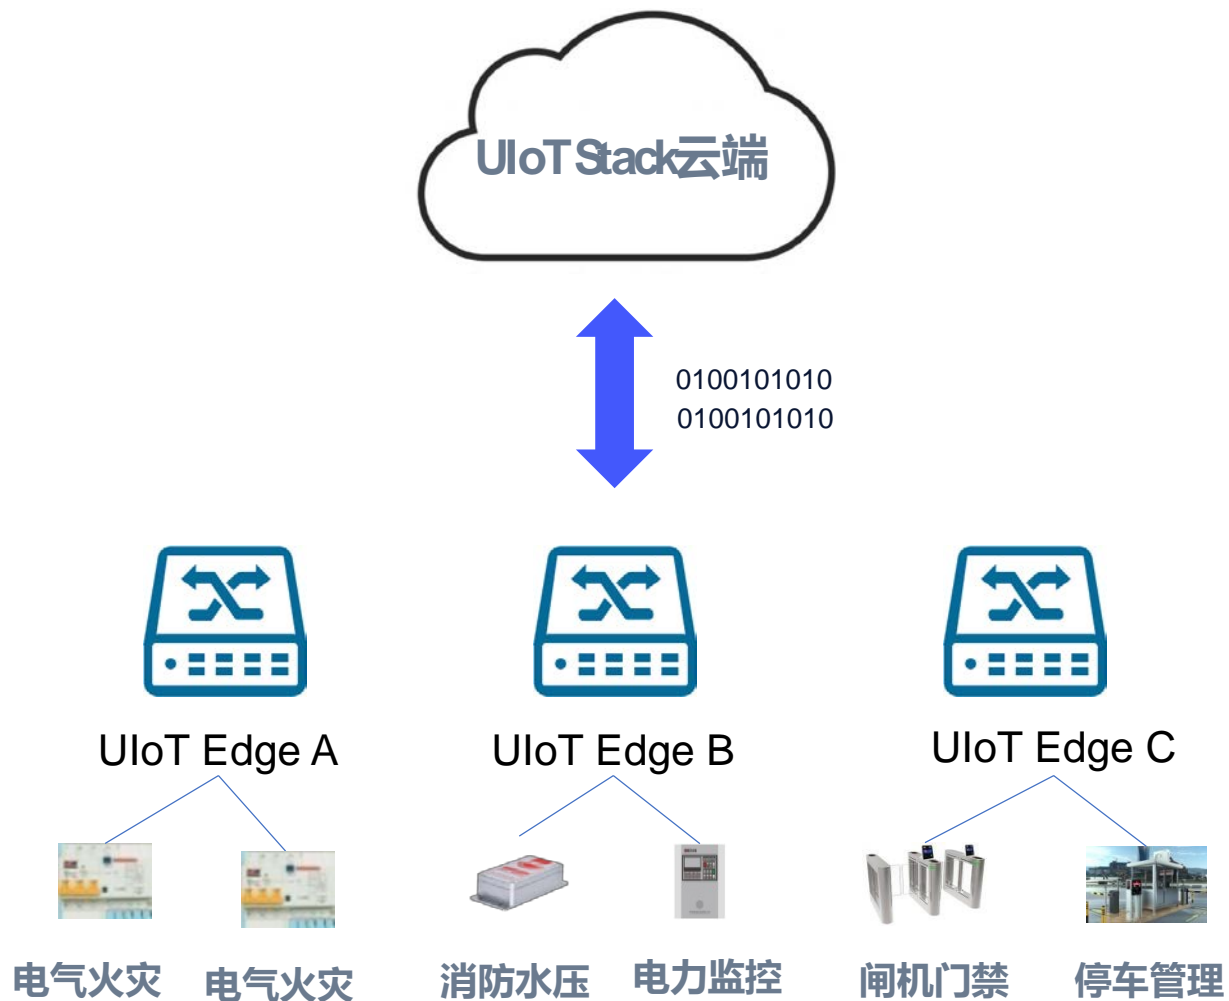 UIoT Stack云端
0100101010
0100101010
UIoT Edge A
UIoT Edge B
UIoT Edge C
电气火灾
电气火灾
消防水压
电力监控
闸机门禁
停车管理